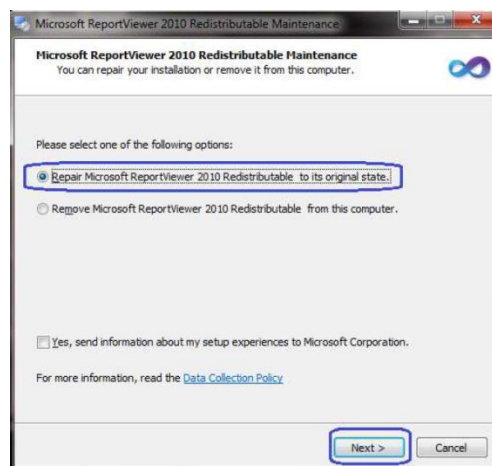 Microsoft ReportViewer 2010 Redistributable Maintenance
Microsoft ReportViewer 2010 Redistributable Maintenance
You can repair your installation or remove it from this computer.
Please select one of the following options:
Repair Microsoft ReportViewer 2010 Redistributable to its original state.
Remove Microsoft ReportViewer 2010 Redistributable from this computer.
Yes, send information about my setup experiences to Microsoft Corporation.
For more information, read the Data Collection Policy
Next > Cancel